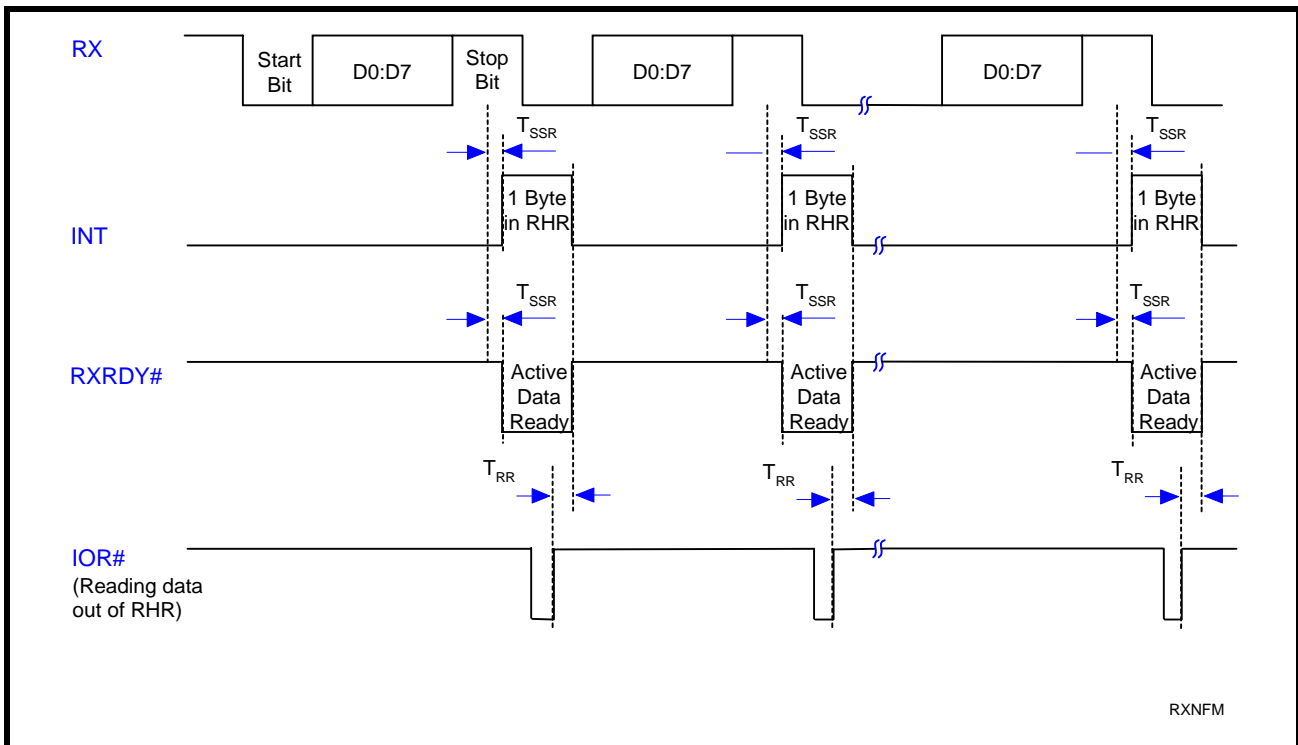 RX
Start
Bit
D0:D7
Stop
Bit
D0:D7
D0:D7
TSSR
TSSR
TSSR
INT
1 Byte
in RHR
1 Byte
in RHR
1 Byte
in RHR
TSSR
TSSR
TSSR
RXRDY#
Active
Data
Ready
Active
Data
Ready
Active
Data
Ready
TRR
TRR
TRR
IOR#
(Reading data
out of RHR)
RXNFM